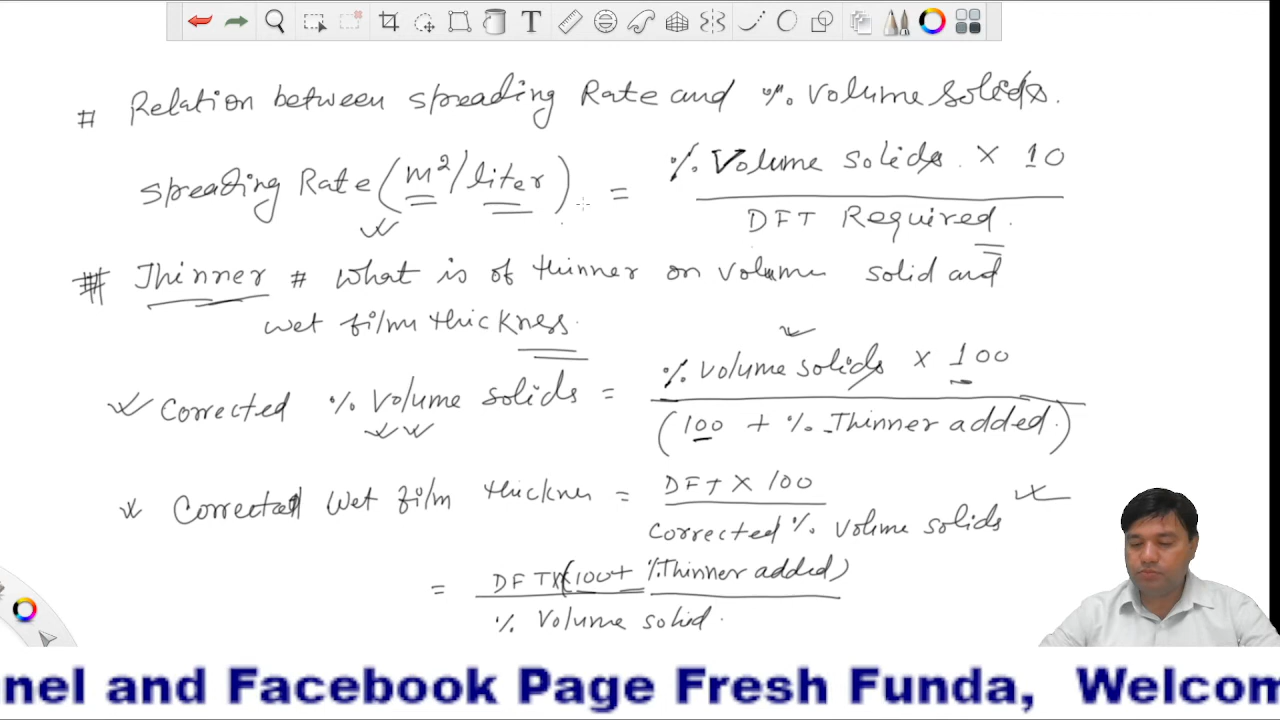 # Relation between spreading Rate and % volume solids.
spreading Rate (m²/liter) = % Volume solids × 10
DFT Required.
# Thinner # what is of thinner on volume solid and
wet film thickness.
Corrected % Volume solids = % volume solids × 100
(100 + % Thinner added.)
Corrected wet film thicknes = DFT × 100
corrected % volume solids
= DFT × (100 + % Thinner added)
% Volume solid.
nel and Facebook Page Fresh Funda, Welcom